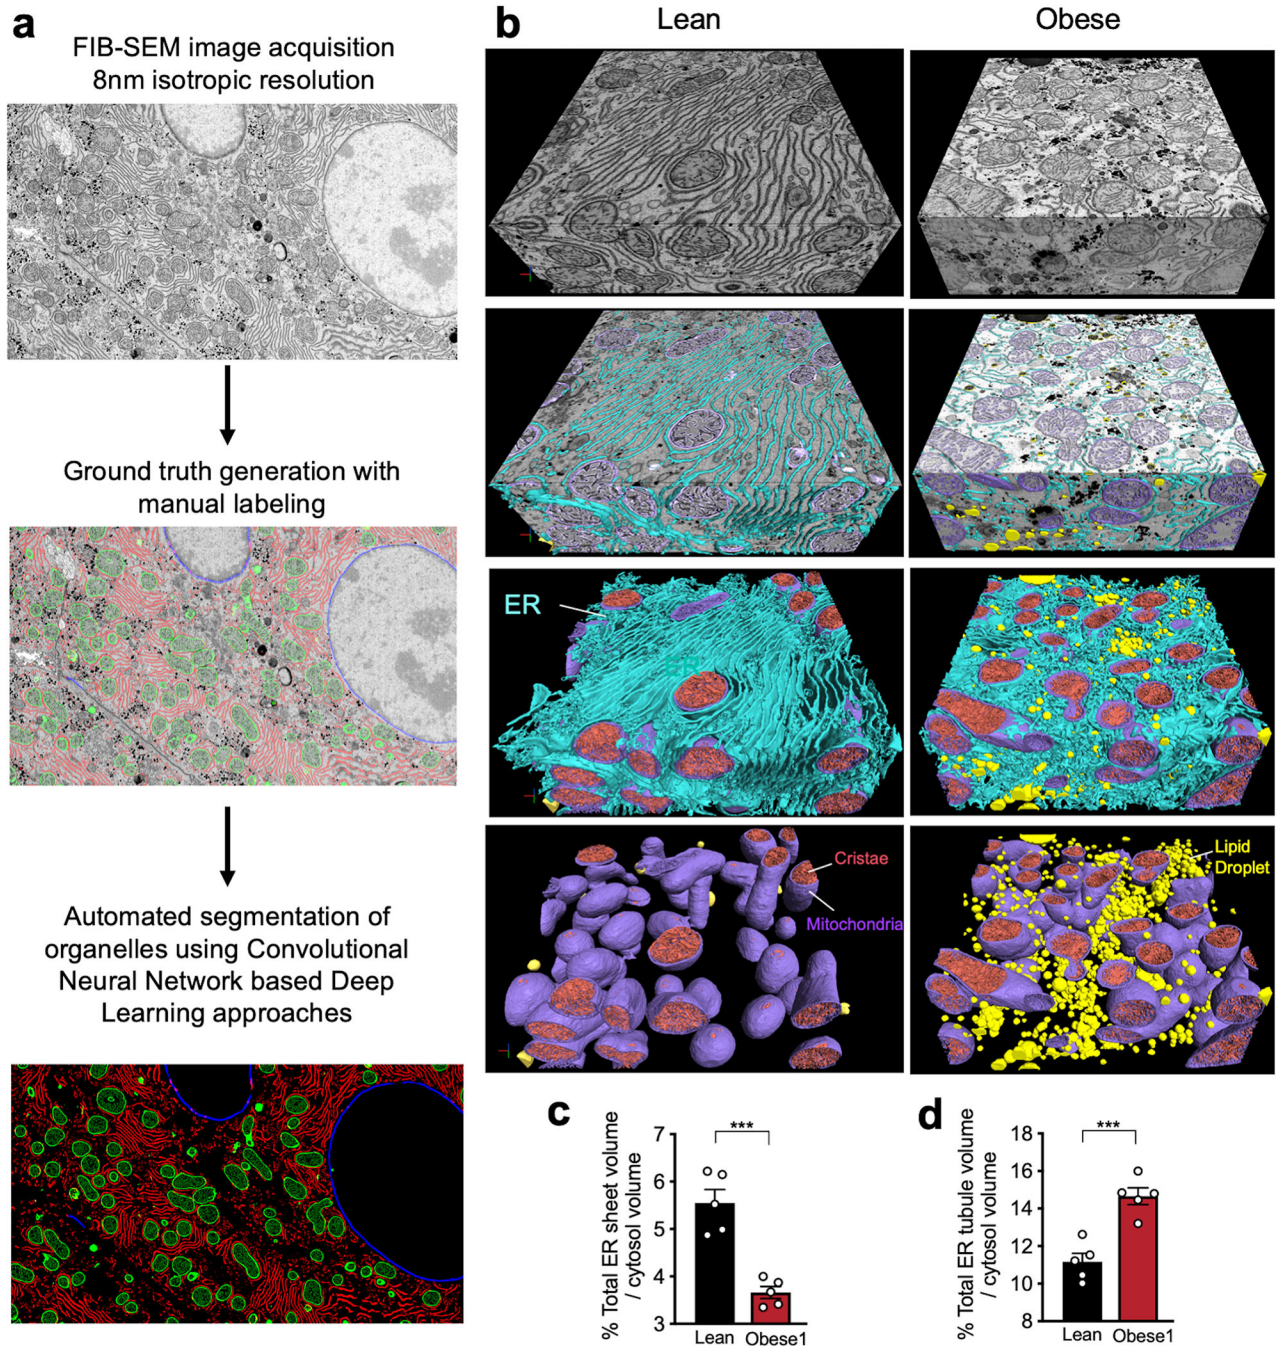 a
FIB-SEM image acquisition
8nm isotropic resolution
Ground truth generation with
manual labeling
Automated segmentation of
organelles using Convolutional
Neural Network based Deep
Learning approaches
b
Lean
Obese
ER
ER
Cristae
Mitochondria
Lipid
Droplet
c
% Total ER sheet volume
/ cytosol volume
7
6
5
4
3
***
Lean
Obese1
d
% Total ER tubule volume
/ cytosol volume
18
16
14
12
10
8
***
Lean
Obese1